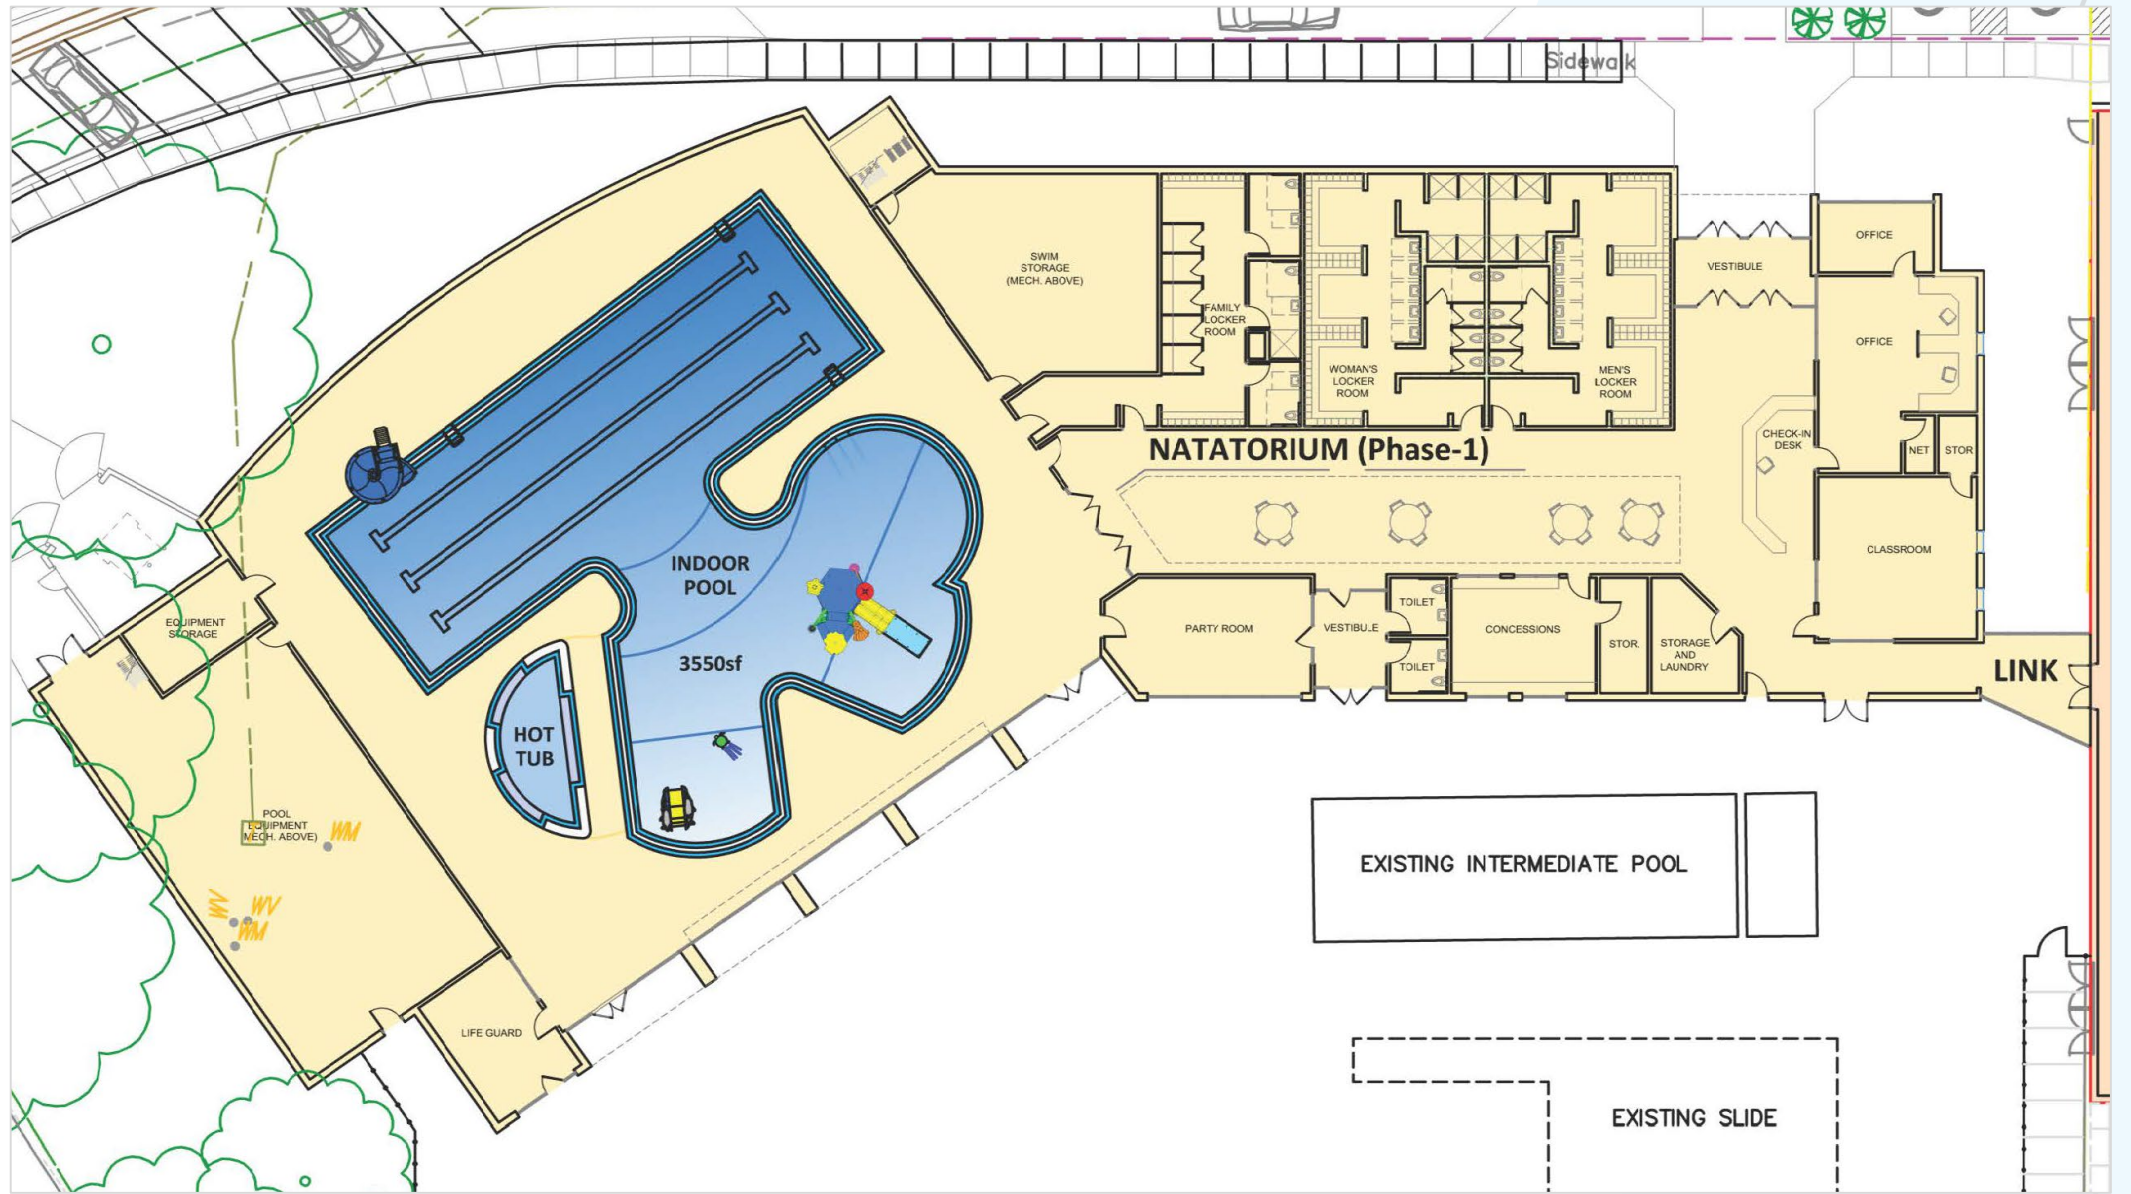 Sidewalk
OFFICE
VESTIBULE
SWIM
STORAGE
(MECH. ABOVE)
FAMILY
LOCKER
ROOM
OFFICE
WOMAN'S
LOCKER
ROOM
MEN'S
LOCKER
ROOM
CHECK-IN
DESK
NET
STOR
NATATORIUM (Phase-1)
CLASSROOM
INDOOR
POOL
3550sf
EQUIPMENT
STORAGE
PARTY ROOM
VESTIBULE
TOILET
TOILET
CONCESSIONS
STOR.
STORAGE
AND
LAUNDRY
LINK
HOT
TUB
POOL
EQUIPMENT
MECH. ABOVE)
WM
WV
WV
WM
EXISTING INTERMEDIATE POOL
LIFE GUARD
EXISTING SLIDE